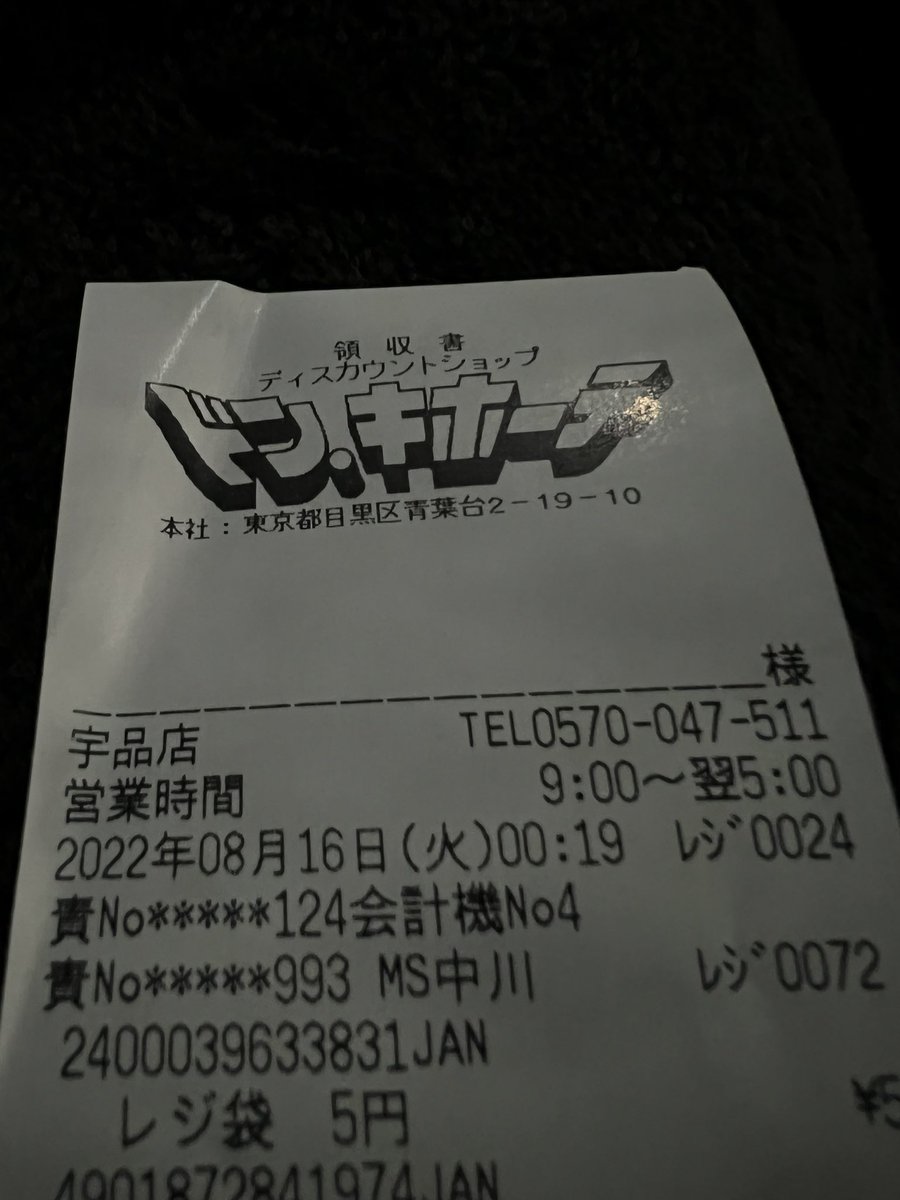 領収書
ディスカウントショップ
ドン.キホーテ
本社:東京都目黒区青葉台2-19-10
様
宇品店 TEL0570-047-511
営業時間 9:00〜翌5:00
2022年08月16日(火)00:19 レジ0024
責No*****124会計機No4
責No*****993 MS中川 レジ0072
2400039633831JAN
レジ袋 5円 ¥5
4901872841974JAN